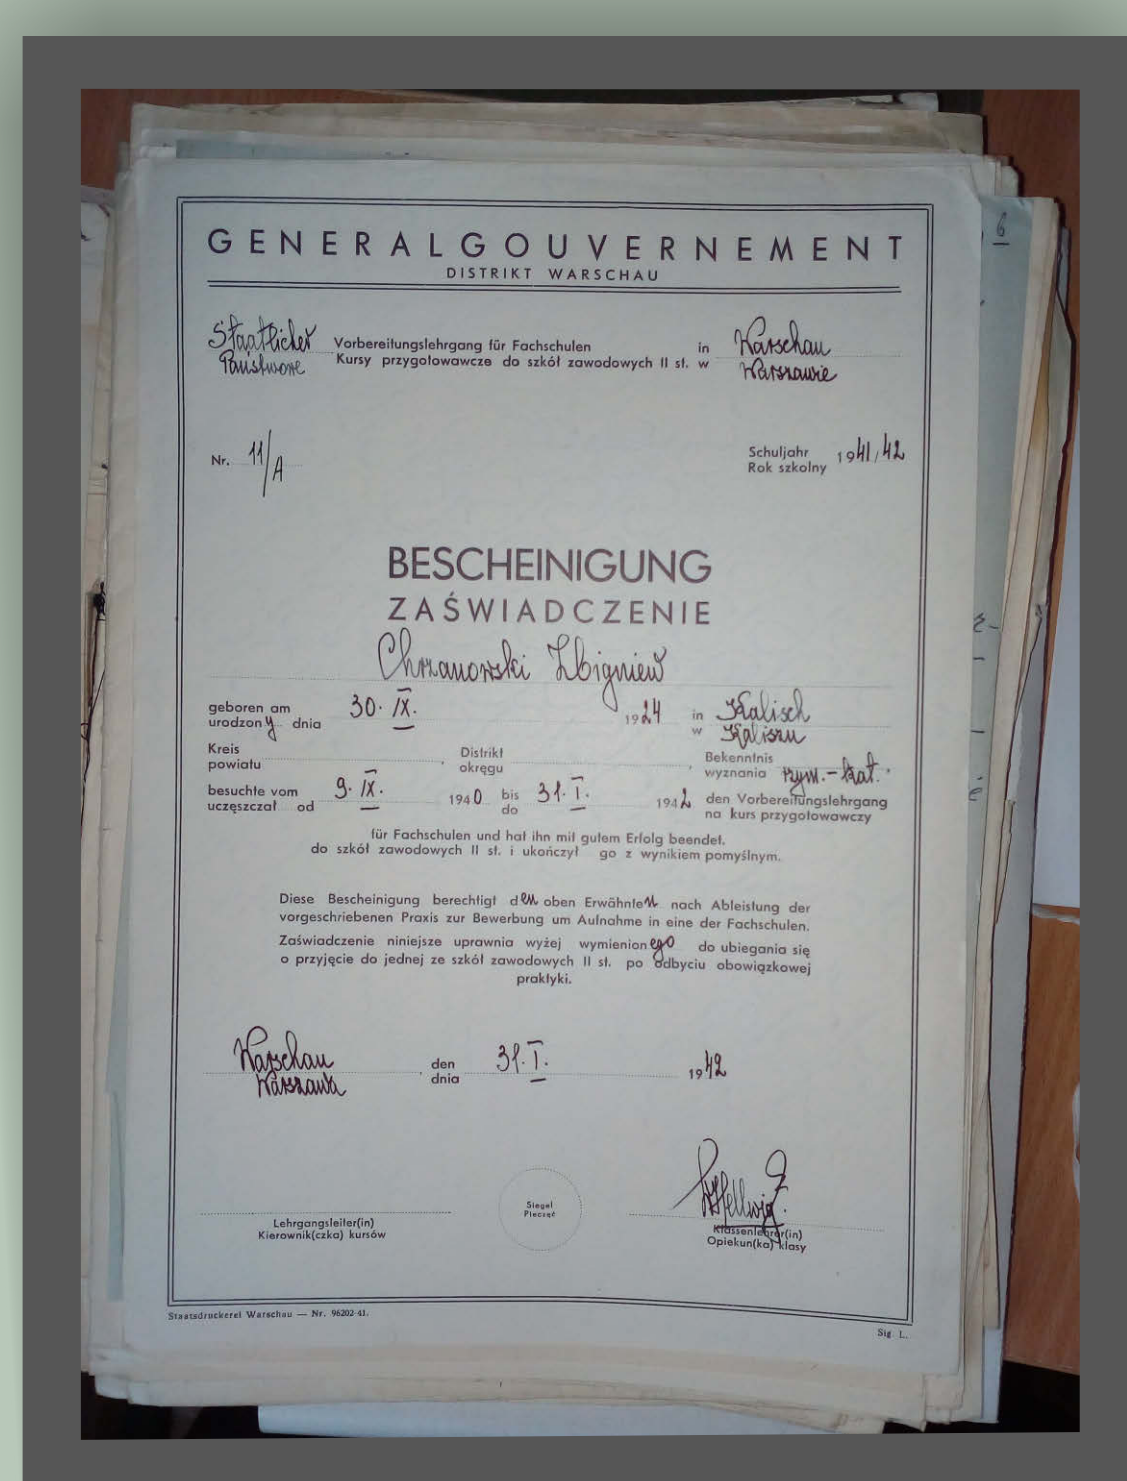 GENERALGOUVERNEMENT
DISTRIKT WARSCHAU
Staatlicher Vorbereitungslehrgang für Fachschulen in Warschau
Państwowe Kursy przygotowawcze do szkół zawodowych II st. w Warszawie
Nr. 11/A
Schuljahr 1941/42
Rok szkolny
BESCHEINIGUNG
ZAŚWIADCZENIE
Chrzanowski Zbigniew
geboren am 30. IX. 1924 in Kalisch
urodzony dnia w Kaliszu
Kreis Distrikt Bekenntnis
powiatu , okręgu , wyznania rzym.-kat.
besuchte vom 9. IX. 1940 bis 31. I. 1942 den Vorbereitungslehrgang
uczęszczał od do na kurs przygotowawczy
für Fachschulen und hat ihn mit gutem Erfolg beendet.
do szkół zawodowych II st. i ukończył go z wynikiem pomyślnym.
Diese Bescheinigung berechtigt den oben Erwähnten nach Ableistung der
vorgeschriebenen Praxis zur Bewerbung um Aufnahme in eine der Fachschulen.
Zaświadczenie niniejsze uprawnia wyżej wymienionego do ubiegania się
o przyjęcie do jednej ze szkół zawodowych II st. po odbyciu obowiązkowej
praktyki.
Warschau , den 31. I. 1942
Warszawa dnia
Hellwig
Siegel
Pieczęć
Lehrgangsleiter(in)
Kierownik(czka) kursów
Klassenlehrer(in)
Opiekun(ka) klasy
Staatsdruckerei Warschau — Nr. 96202-41.
Sig. L.
6